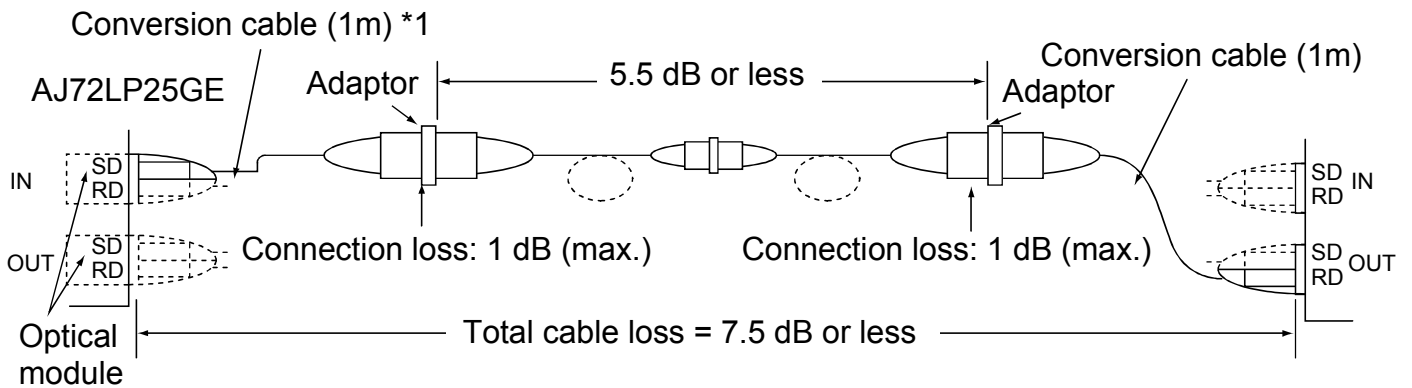 Conversion cable (1m) *1
AJ72LP25GE
Adaptor
5.5 dB or less
Adaptor
Conversion cable (1m)
IN
SD
RD
SD
RD
IN
OUT
SD
RD
Connection loss: 1 dB (max.)
Connection loss: 1 dB (max.)
SD
RD
OUT
Optical
module
Total cable loss = 7.5 dB or less